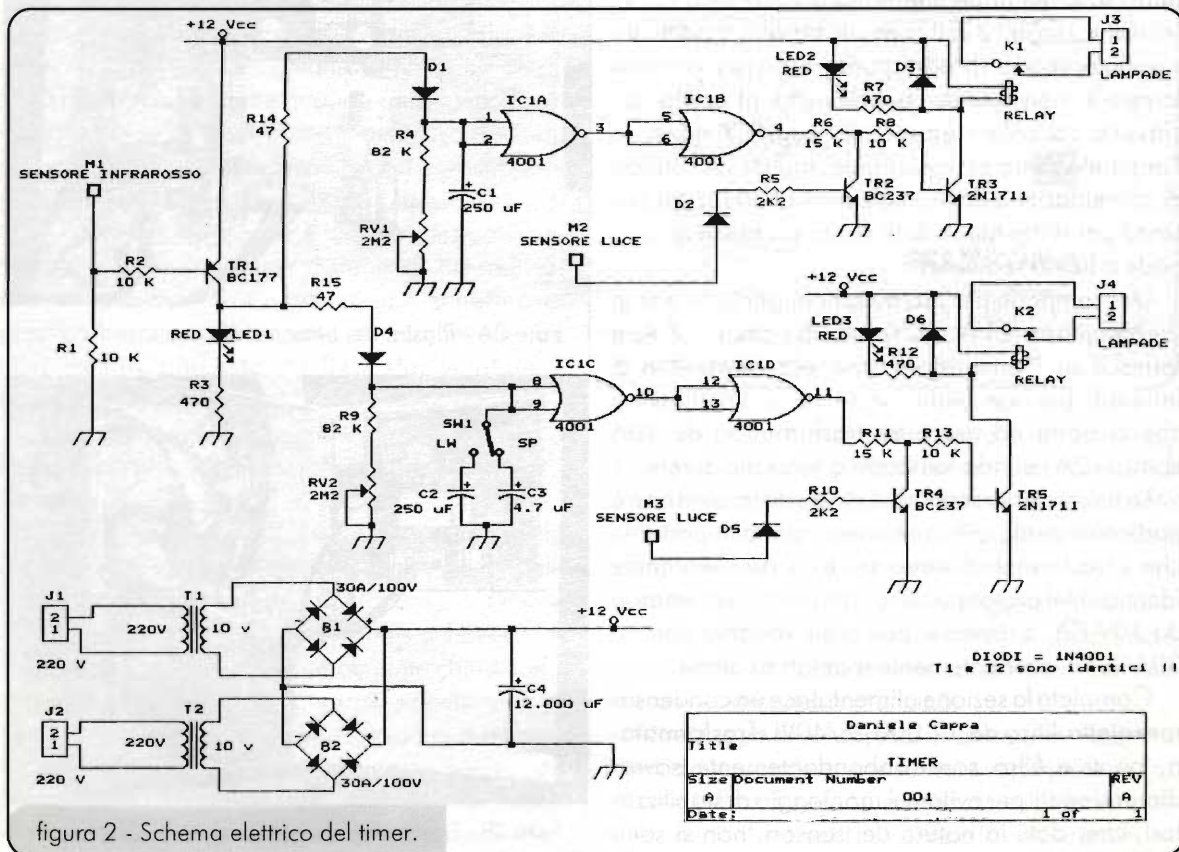 +12 Vcc
J3
1
2
LAMPADE
K1
RELAY
LED2
RED
D3
R7
470
D1
R14
47
R4
82 K
IC1A
1
2
3
4001
IC1B
5
6
4
4001
R6
15 K
R8
10 K
M1
SENSORE INFRAROSSO
C1
250 uF
R5
2K2
TR2
BC237
TR3
2N1711
D2
RV1
2M2
M2
SENSORE LUCE
R2
10 K
TR1
BC177
R15
47
+12 Vcc
J4
1
2
LAMPADE
K2
RELAY
LED3
RED
D6
R12
470
R1
10 K
RED
LED1
D4
R3
470
IC1C
8
9
10
4001
IC1D
12
13
11
4001
R9
82 K
SW1
LN
SP
R11
15 K
R13
10 K
RV2
2M2
C2
250 uF
C3
4.7 uF
R10
2K2
TR4
BC237
TR5
2N1711
M3
SENSORE LUCE
D5
30A/100V
J1
2
1
220 V
T1
220V
10 v
B1
+12 Vcc
C4
12.000 uF
J2
2
1
220 V
T2
220V
10 v
B2
30A/100V
DIODI = 1N4001
T1 e T2 sono identici
Daniele Cappa
Title
TIMER
Size Document Number REV
A 001 A
Date: 1 of 1
figura 2 - Schema elettrico del timer.